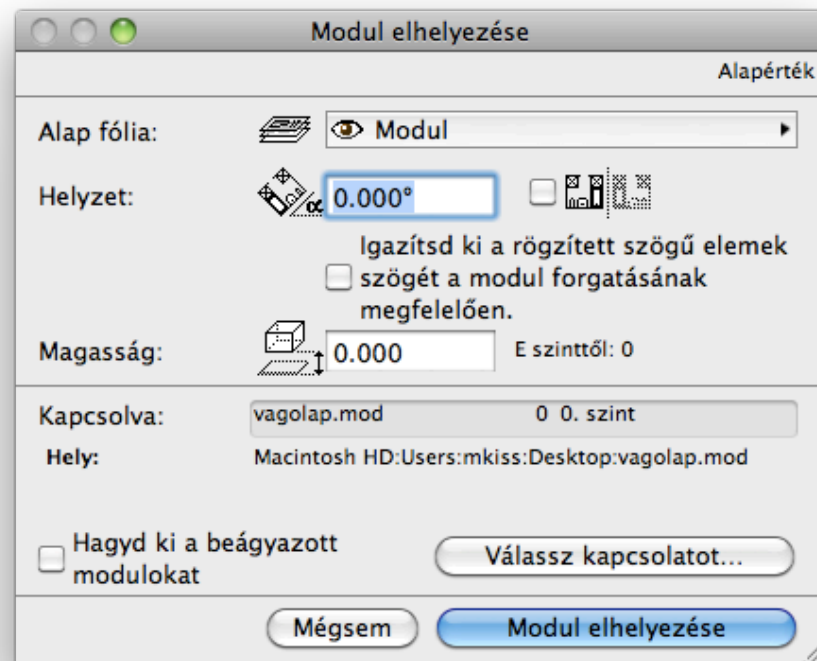 Modul elhelyezése
Alapérték
Alap fólia: Modul
Helyzet: α 0.000°
Igazítsd ki a rögzített szögű elemek
szögét a modul forgatásának
megfelelően.
Magasság: 0.000 E szinttől: 0
Kapcsolva: vagolap.mod 0 0. szint
Hely: Macintosh HD:Users:mkiss:Desktop:vagolap.mod
Hagyd ki a beágyazott
modulokat
Válassz kapcsolatot...
Mégsem Modul elhelyezése